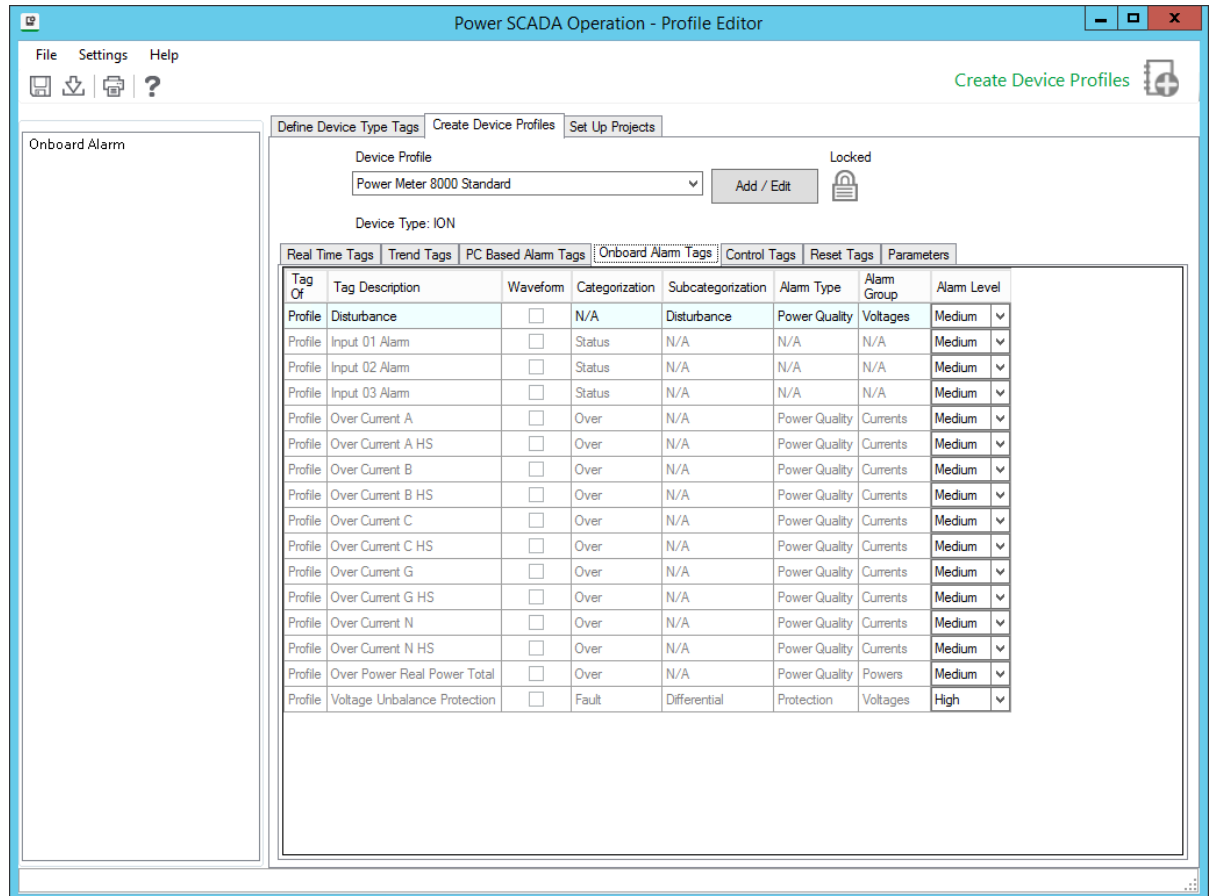 Power SCADA Operation - Profile Editor
File Settings Help
Create Device Profiles
Define Device Type Tags Create Device Profiles Set Up Projects
Onboard Alarm
Device Profile Locked
Power Meter 8000 Standard Add / Edit
Device Type: ION
Real Time Tags Trend Tags PC Based Alarm Tags Onboard Alarm Tags Control Tags Reset Tags Parameters
Tag Of Tag Description Waveform Categorization Subcategorization Alarm Type Alarm Group Alarm Level
Profile Disturbance N/A Disturbance Power Quality Voltages Medium
Profile Input 01 Alarm Status N/A N/A N/A Medium
Profile Input 02 Alarm Status N/A N/A N/A Medium
Profile Input 03 Alarm Status N/A N/A N/A Medium
Profile Over Current A Over N/A Power Quality Currents Medium
Profile Over Current A HS Over N/A Power Quality Currents Medium
Profile Over Current B Over N/A Power Quality Currents Medium
Profile Over Current B HS Over N/A Power Quality Currents Medium
Profile Over Current C Over N/A Power Quality Currents Medium
Profile Over Current C HS Over N/A Power Quality Currents Medium
Profile Over Current G Over N/A Power Quality Currents Medium
Profile Over Current G HS Over N/A Power Quality Currents Medium
Profile Over Current N Over N/A Power Quality Currents Medium
Profile Over Current N HS Over N/A Power Quality Currents Medium
Profile Over Power Real Power Total Over N/A Power Quality Powers Medium
Profile Voltage Unbalance Protection Fault Differential Protection Voltages High